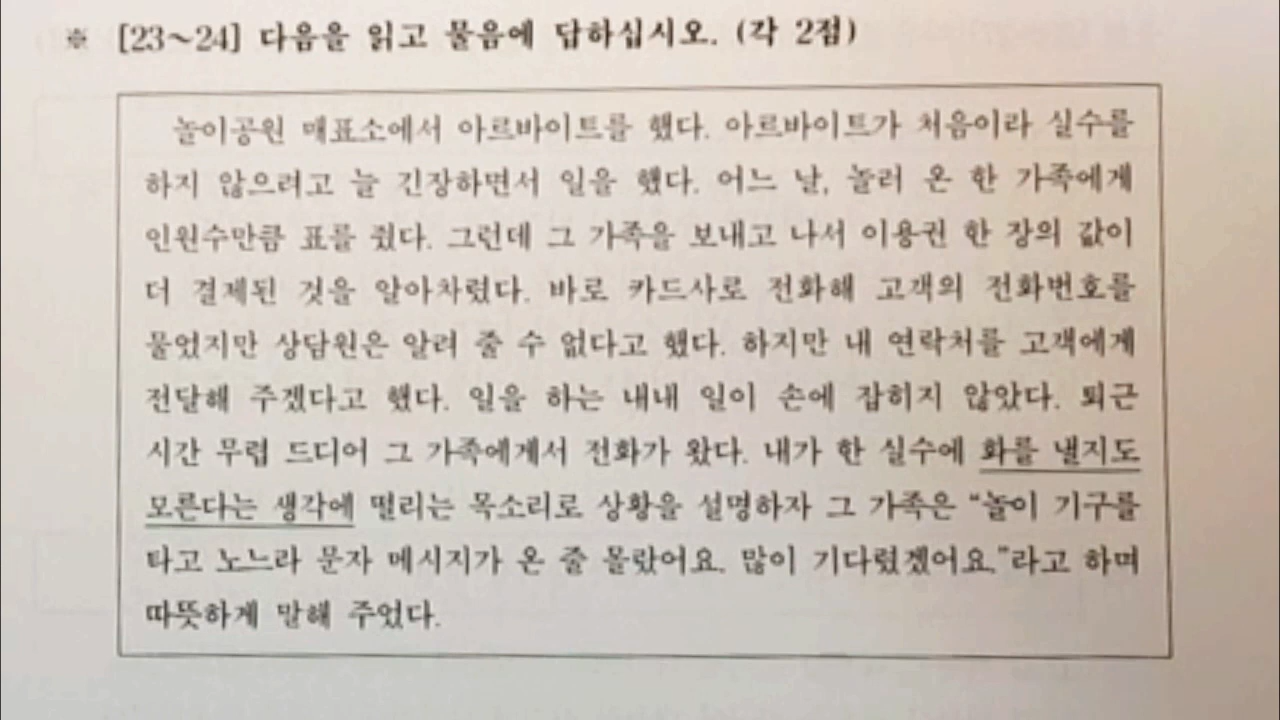 ※ [23~24] 다음을 읽고 물음에 답하십시오. (각 2점)
놀이공원 매표소에서 아르바이트를 했다. 아르바이트가 처음이라 실수를
하지 않으려고 늘 긴장하면서 일을 했다. 어느 날, 놀러 온 한 가족에게
인원수만큼 표를 줬다. 그런데 그 가족을 보내고 나서 이용권 한 장의 값이
더 결제된 것을 알아차렸다. 바로 카드사로 전화해 고객의 전화번호를
물었지만 상담원은 알려 줄 수 없다고 했다. 하지만 내 연락처를 고객에게
전달해 주겠다고 했다. 일을 하는 내내 일이 손에 잡히지 않았다. 퇴근
시간 무렵 드디어 그 가족에게서 전화가 왔다. 내가 한 실수에 화를 낼지도
모른다는 생각에 떨리는 목소리로 상황을 설명하자 그 가족은 “놀이 기구를
타고 노느라 문자 메시지가 온 줄 몰랐어요. 많이 기다렸겠어요.”라고 하며
따뜻하게 말해 주었다.